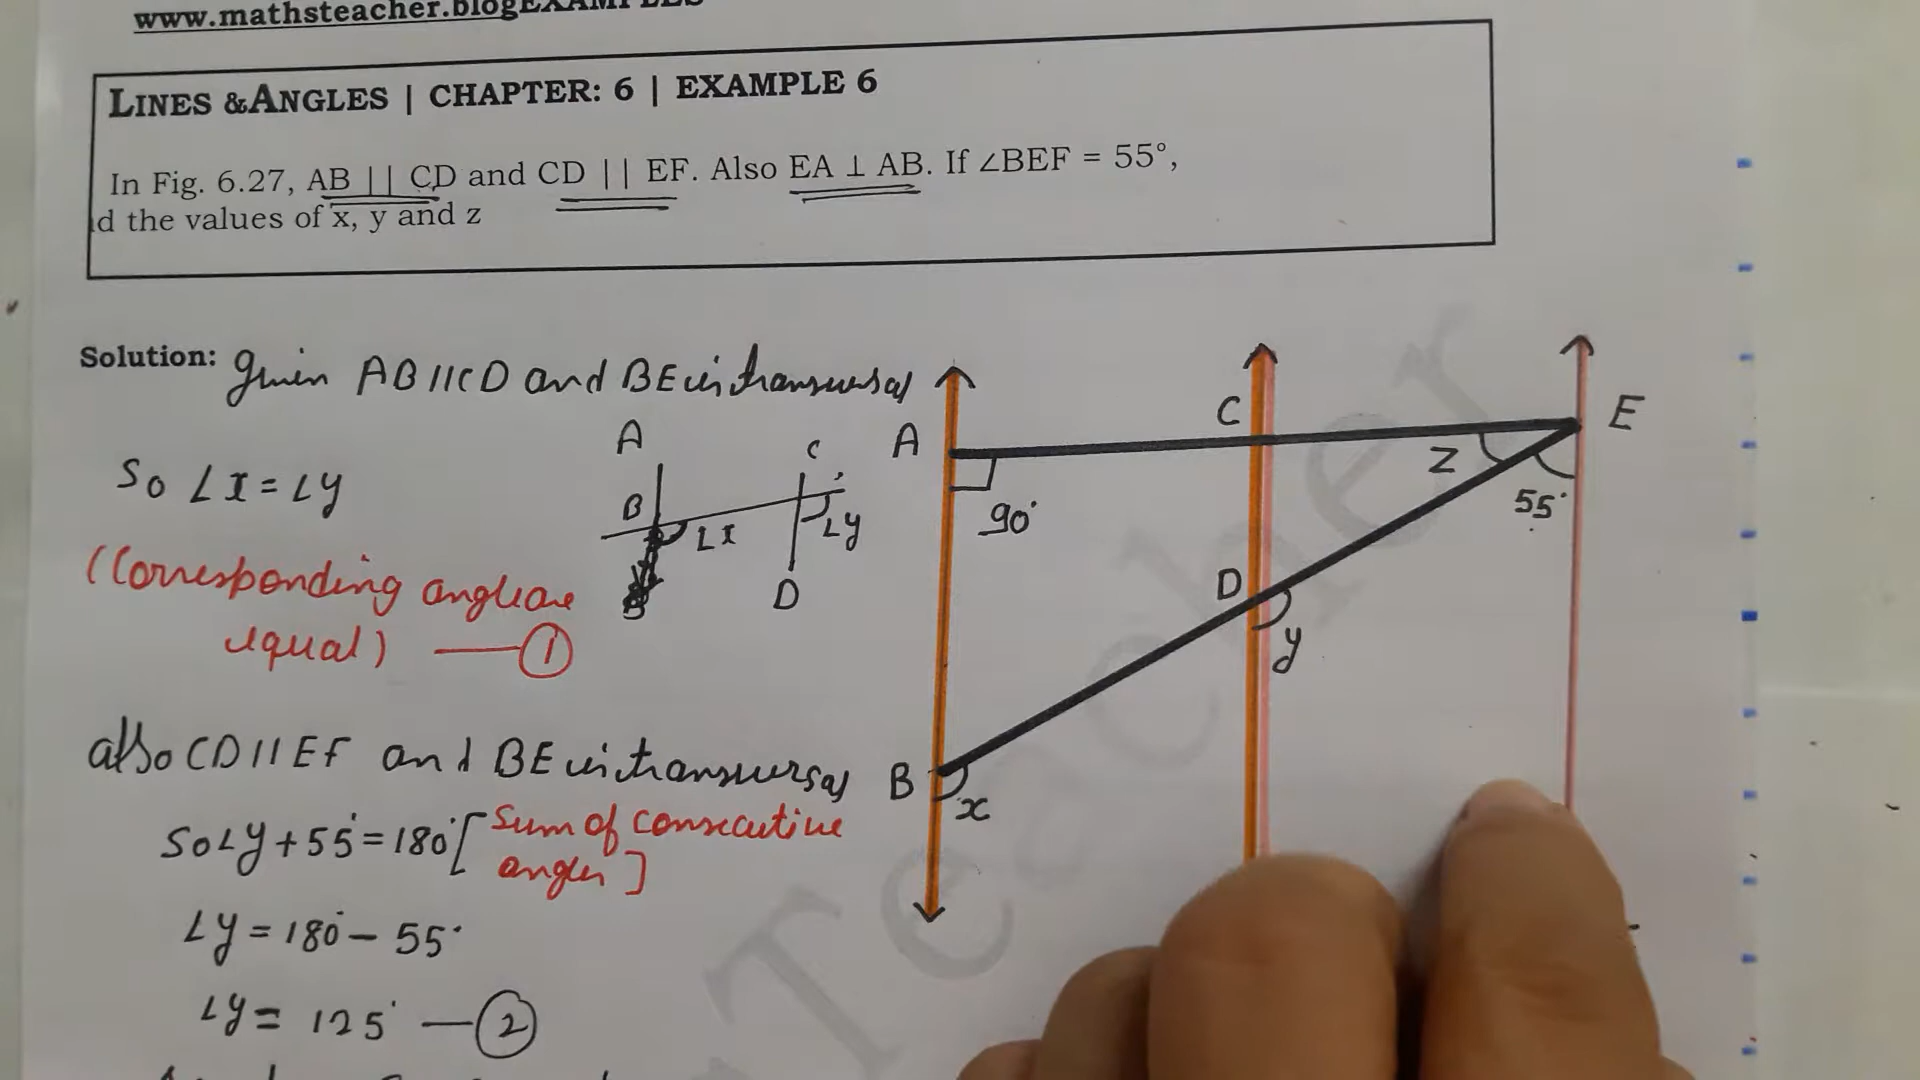 www.mathsteacher.blogEXAMPLES
LINES &ANGLES | CHAPTER: 6 | EXAMPLE 6
In Fig. 6.27, AB || CD and CD || EF. Also EA ⊥ AB. If ∠BEF = 55°,
d the values of x, y and z
Solution: given AB||CD and BE is transversal
So ∠x = ∠y
(Corresponding angle are
equal) — ①
A
B
∠x
C
∠y
D
also CD||EF and BE is transversal
So ∠y + 55° = 180° [Sum of consecutive
angles]
∠y = 180° - 55°
∠y = 125° — ②
A
C
E
90°
Z
55°
D
y
B
x
Teacher